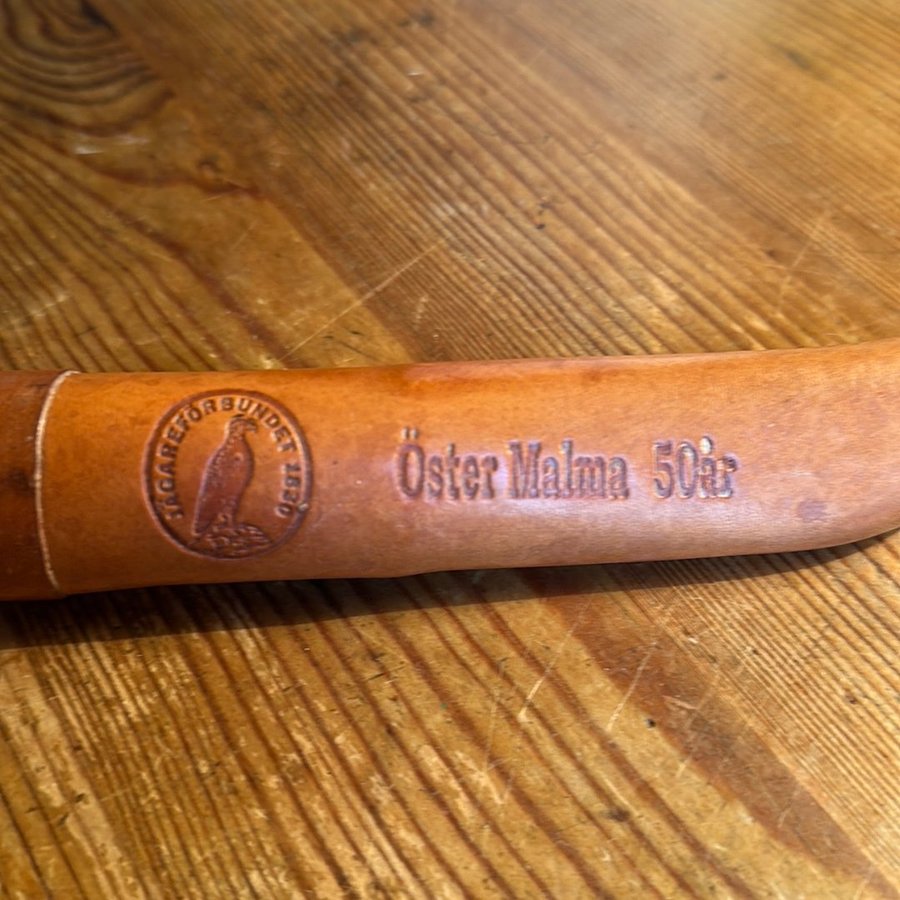 JÄGAREFÖRBUNDET 1830
Öster Malma 50år